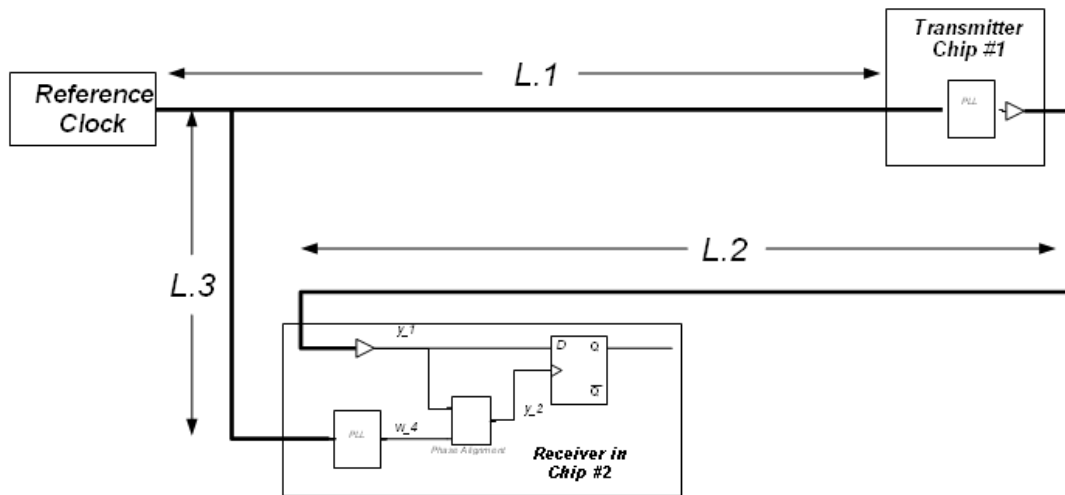 Transmitter
Chip #1
L.1
Reference
Clock
PLL
L.2
L.3
y_1
D Q
Q
y_2
PLL
w_4
Phase Alignment
Receiver in
Chip #2